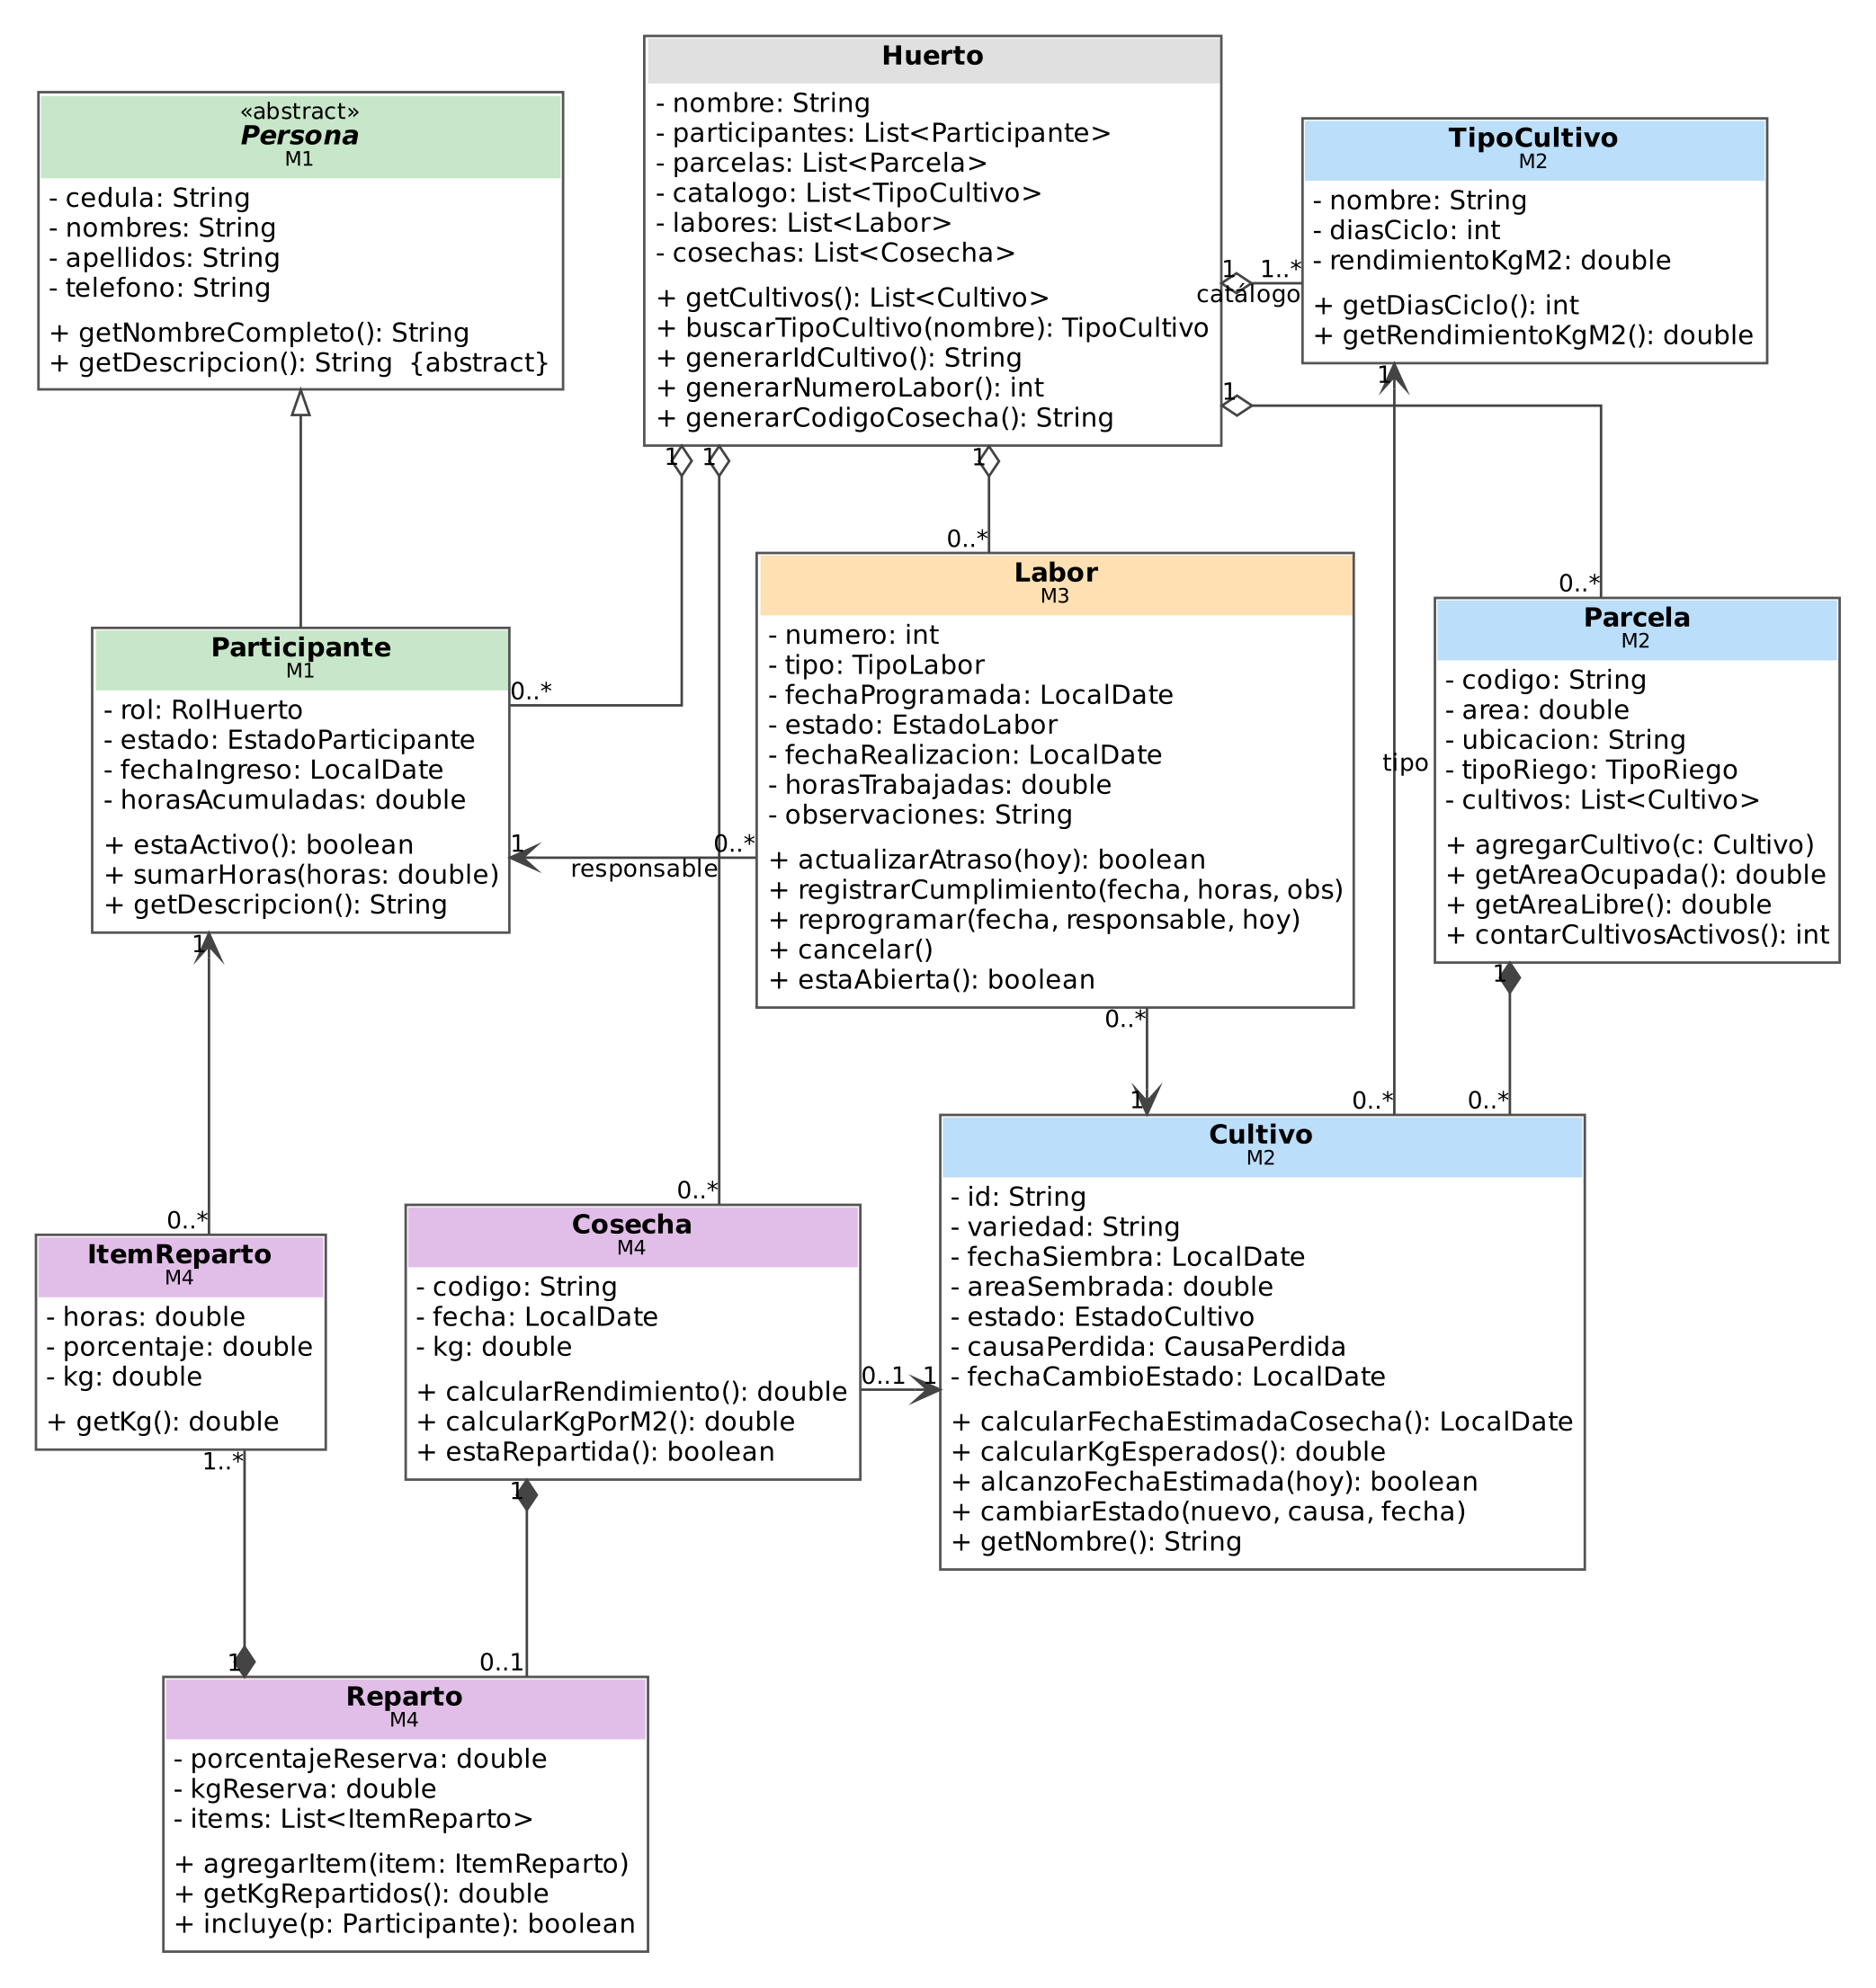 Huerto
- nombre: String
- participantes: List<Participante>
- parcelas: List<Parcela>
- catalogo: List<TipoCultivo>
- labores: List<Labor>
- cosechas: List<Cosecha>
+ getCultivos(): List<Cultivo>
+ buscarTipoCultivo(nombre): TipoCultivo
+ generarIdCultivo(): String
+ generarNumeroLabor(): int
+ generarCodigoCosecha(): String
«abstract»
Persona
M1
- cedula: String
- nombres: String
- apellidos: String
- telefono: String
+ getNombreCompleto(): String
+ getDescripcion(): String {abstract}
TipoCultivo
M2
- nombre: String
- diasCiclo: int
- rendimientoKgM2: double
+ getDiasCiclo(): int
+ getRendimientoKgM2(): double
1 1..*
catálogo
1
1
1
1
1
0..*
0..*
Labor
M3
- numero: int
- tipo: TipoLabor
- fechaProgramada: LocalDate
- estado: EstadoLabor
- fechaRealizacion: LocalDate
- horasTrabajadas: double
- observaciones: String
+ actualizarAtraso(hoy): boolean
+ registrarCumplimiento(fecha, horas, obs)
+ reprogramar(fecha, responsable, hoy)
+ cancelar()
+ estaAbierta(): boolean
Parcela
M2
- codigo: String
- area: double
- ubicacion: String
- tipoRiego: TipoRiego
- cultivos: List<Cultivo>
+ agregarCultivo(c: Cultivo)
+ getAreaOcupada(): double
+ getAreaLibre(): double
+ contarCultivosActivos(): int
Participante
M1
- rol: RolHuerto
- estado: EstadoParticipante
- fechaIngreso: LocalDate
- horasAcumuladas: double
+ estaActivo(): boolean
+ sumarHoras(horas: double)
+ getDescripcion(): String
0..*
tipo
1 0..*
responsable
1
1
0..*
1
0..*
0..*
0..*
0..*
Cultivo
M2
- id: String
- variedad: String
- fechaSiembra: LocalDate
- areaSembrada: double
- estado: EstadoCultivo
- causaPerdida: CausaPerdida
- fechaCambioEstado: LocalDate
+ calcularFechaEstimadaCosecha(): LocalDate
+ calcularKgEsperados(): double
+ alcanzoFechaEstimada(hoy): boolean
+ cambiarEstado(nuevo, causa, fecha)
+ getNombre(): String
Cosecha
M4
- codigo: String
- fecha: LocalDate
- kg: double
+ calcularRendimiento(): double
+ calcularKgPorM2(): double
+ estaRepartida(): boolean
0..1 1
ItemReparto
M4
- horas: double
- porcentaje: double
- kg: double
+ getKg(): double
1..*
1
1
0..1
Reparto
M4
- porcentajeReserva: double
- kgReserva: double
- items: List<ItemReparto>
+ agregarItem(item: ItemReparto)
+ getKgRepartidos(): double
+ incluye(p: Participante): boolean